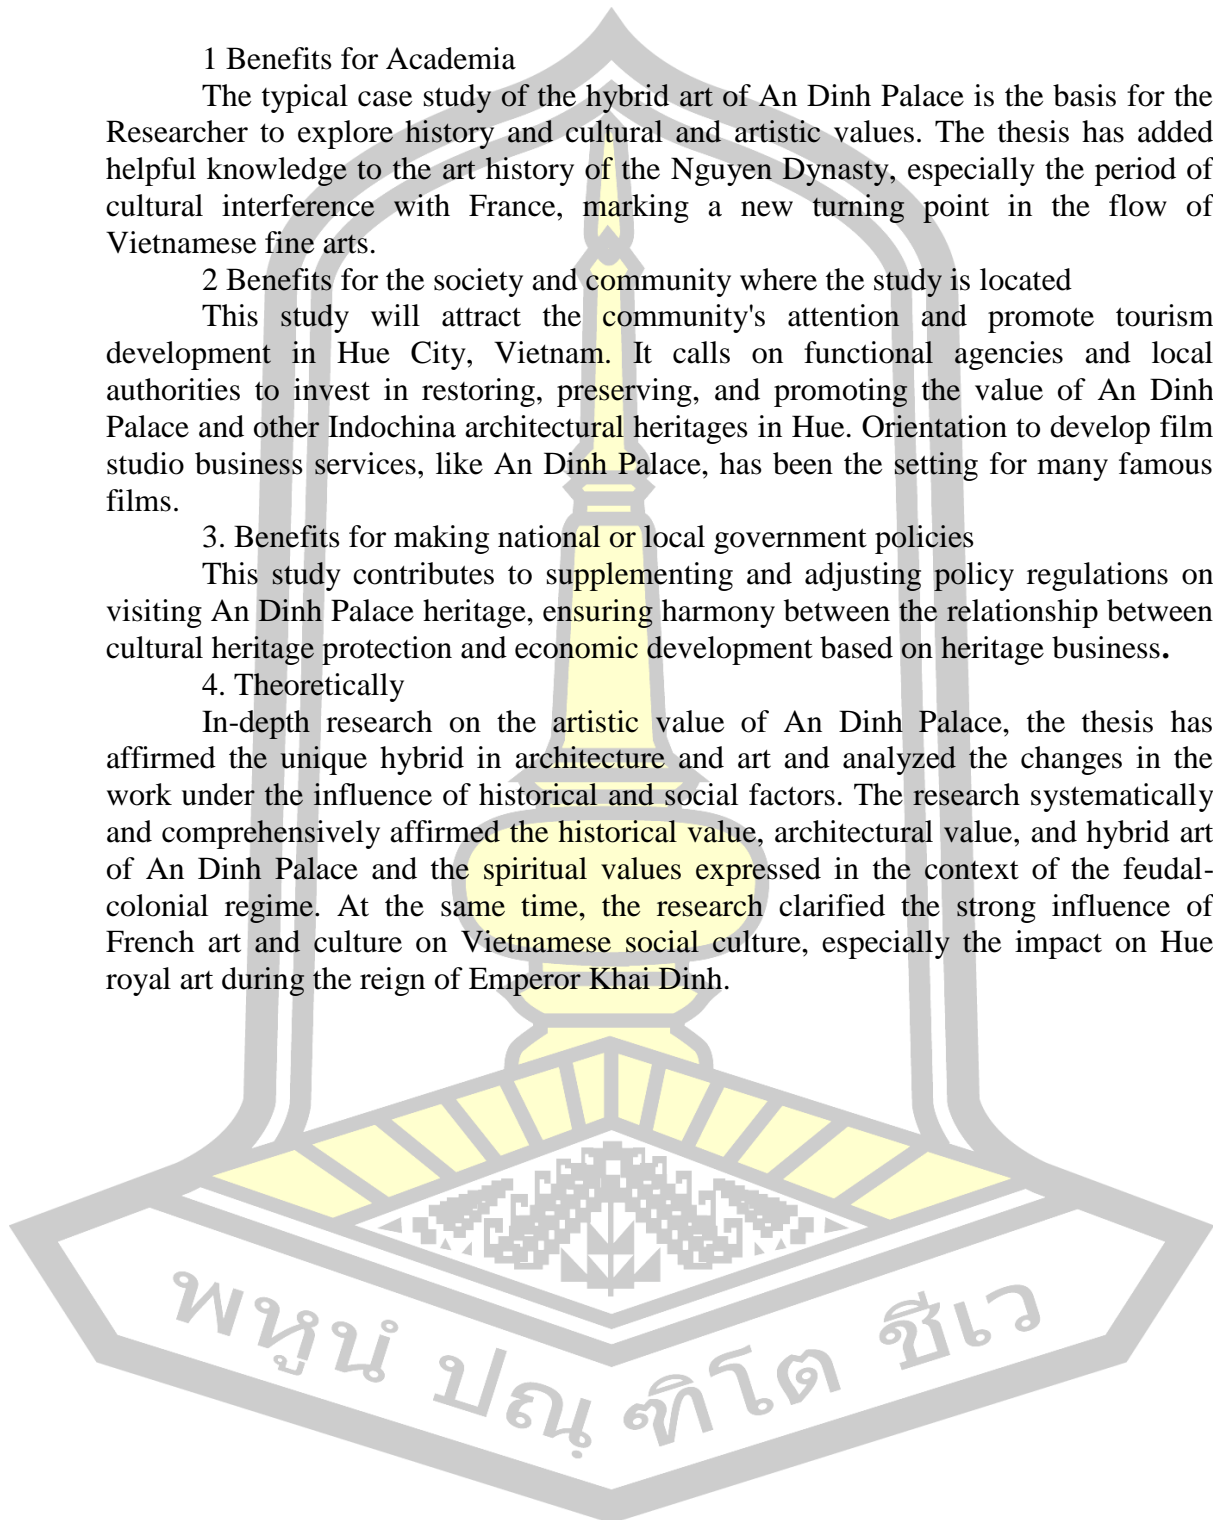 1 Benefits for Academia
The typical case study of the hybrid art of An Dinh Palace is the basis for the
Researcher to explore history and cultural and artistic values. The thesis has added
helpful knowledge to the art history of the Nguyen Dynasty, especially the period of
cultural interference with France, marking a new turning point in the flow of
Vietnamese fine arts.
2 Benefits for the society and community where the study is located
This study will attract the community's attention and promote tourism
development in Hue City, Vietnam. It calls on functional agencies and local
authorities to invest in restoring, preserving, and promoting the value of An Dinh
Palace and other Indochina architectural heritages in Hue. Orientation to develop film
studio business services, like An Dinh Palace, has been the setting for many famous
films.
3. Benefits for making national or local government policies
This study contributes to supplementing and adjusting policy regulations on
visiting An Dinh Palace heritage, ensuring harmony between the relationship between
cultural heritage protection and economic development based on heritage business.
4. Theoretically
In-depth research on the artistic value of An Dinh Palace, the thesis has
affirmed the unique hybrid in architecture and art and analyzed the changes in the
work under the influence of historical and social factors. The research systematically
and comprehensively affirmed the historical value, architectural value, and hybrid art
of An Dinh Palace and the spiritual values expressed in the context of the feudal-
colonial regime. At the same time, the research clarified the strong influence of
French art and culture on Vietnamese social culture, especially the impact on Hue
royal art during the reign of Emperor Khai Dinh.
พหูนํ ปณฺฑิโต ชีเว